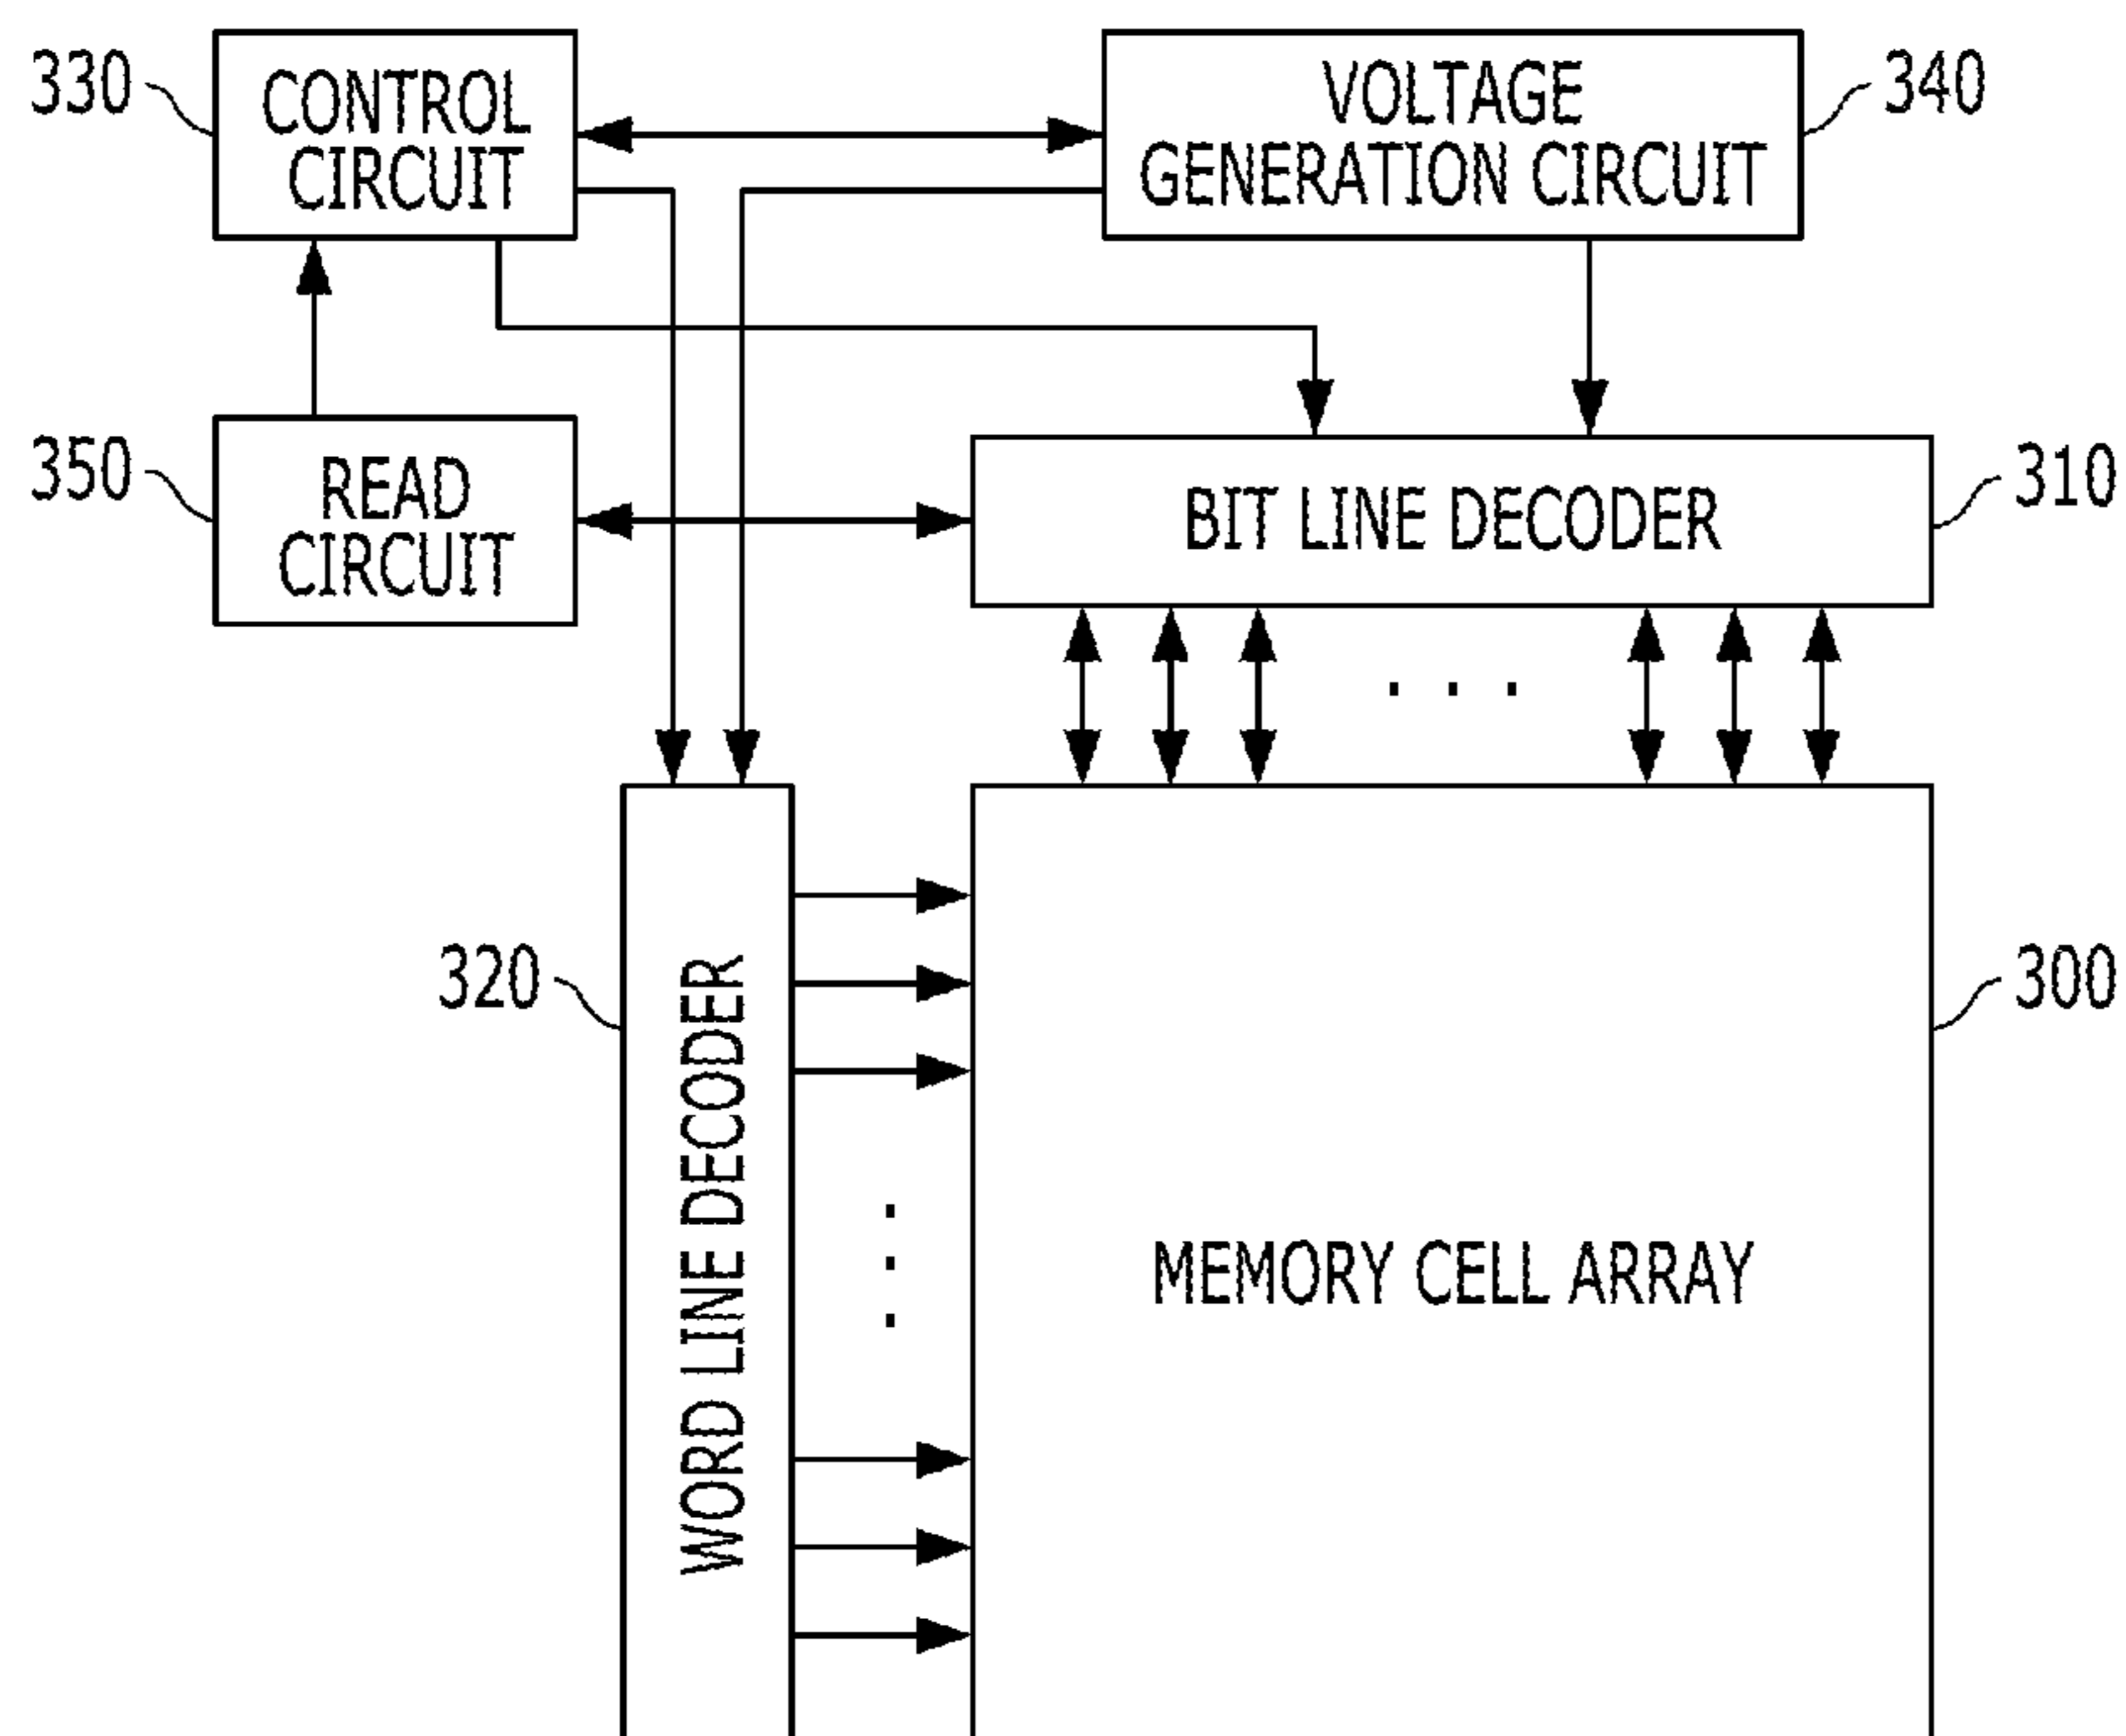 330
CONTROL
CIRCUIT
VOLTAGE
GENERATION CIRCUIT
340
350
READ
CIRCUIT
BIT LINE DECODER
310
. . .
320
WORD LINE DECODER
. . .
MEMORY CELL ARRAY
300